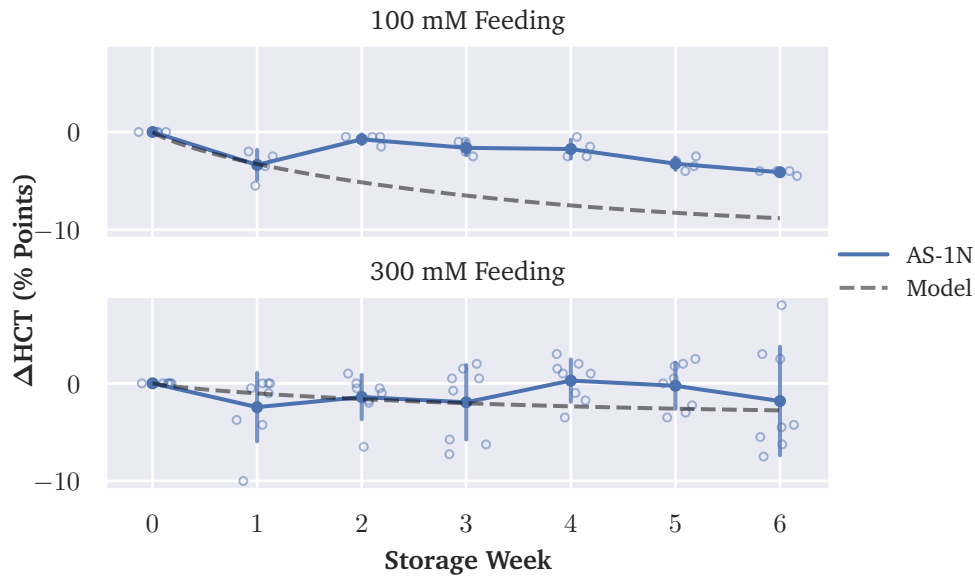 100 mM Feeding
0
−10
300 mM Feeding
0
−10
0 1 2 3 4 5 6
Storage Week
ΔHCT (% Points)
AS-1N
Model